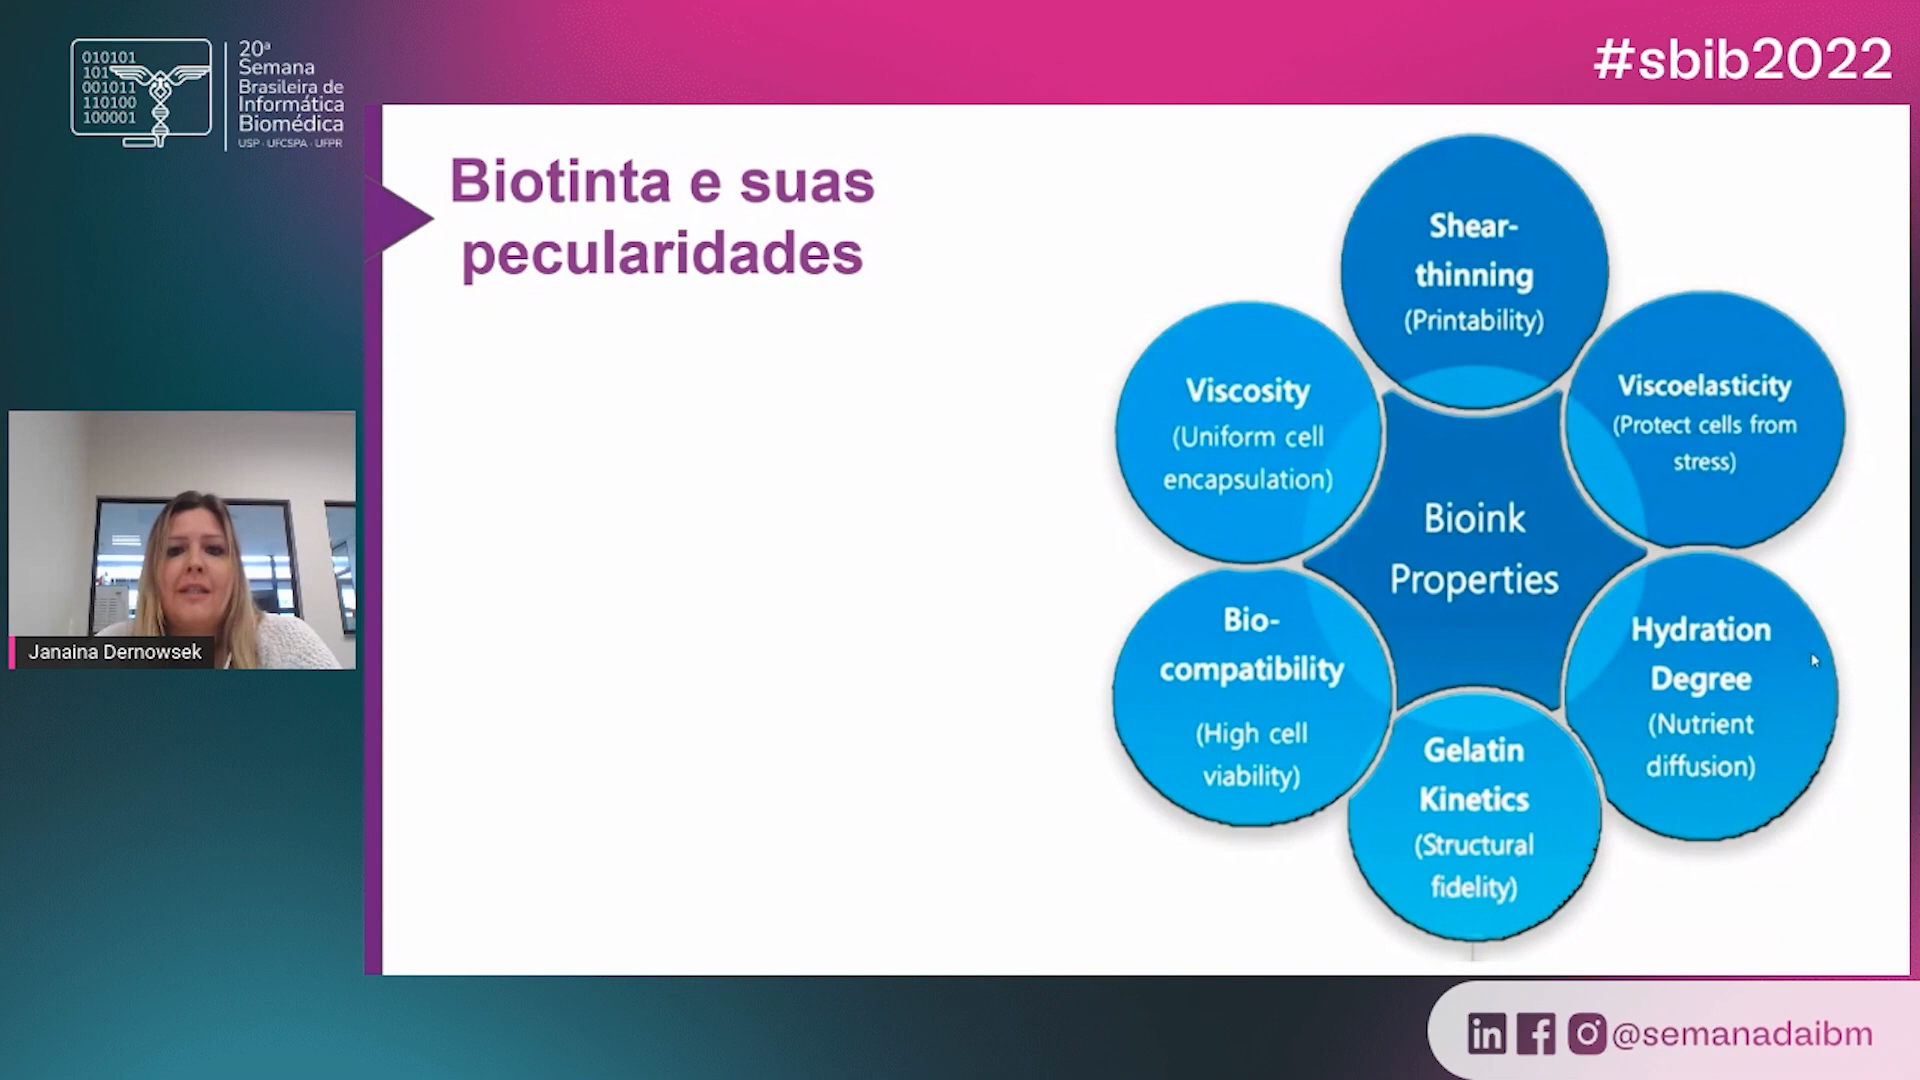 010101
101
001011
110100
100001
20ª
Semana
Brasileira de
Informática
Biomédica
USP · UFCSPA · UFPR
#sbib2022
Biotinta e suas
pecularidades
Shear-
thinning
(Printability)
Viscosity
(Uniform cell
encapsulation)
Viscoelasticity
(Protect cells from
stress)
Bioink
Properties
Bio-
compatibility
(High cell
viability)
Hydration
Degree
(Nutrient
diffusion)
Gelatin
Kinetics
(Structural
fidelity)
Janaina Dernowsek
in f @semanadaibm